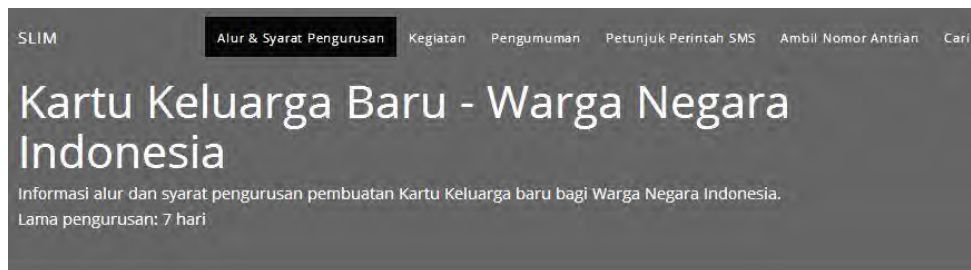 SLIM Alur & Syarat Pengurusan Kegiatan Pengumuman Petunjuk Perintah SMS Ambil Nomor Antrian Cari
Kartu Keluarga Baru - Warga Negara
Indonesia
Informasi alur dan syarat pengurusan pembuatan Kartu Keluarga baru bagi Warga Negara Indonesia.
Lama pengurusan: 7 hari